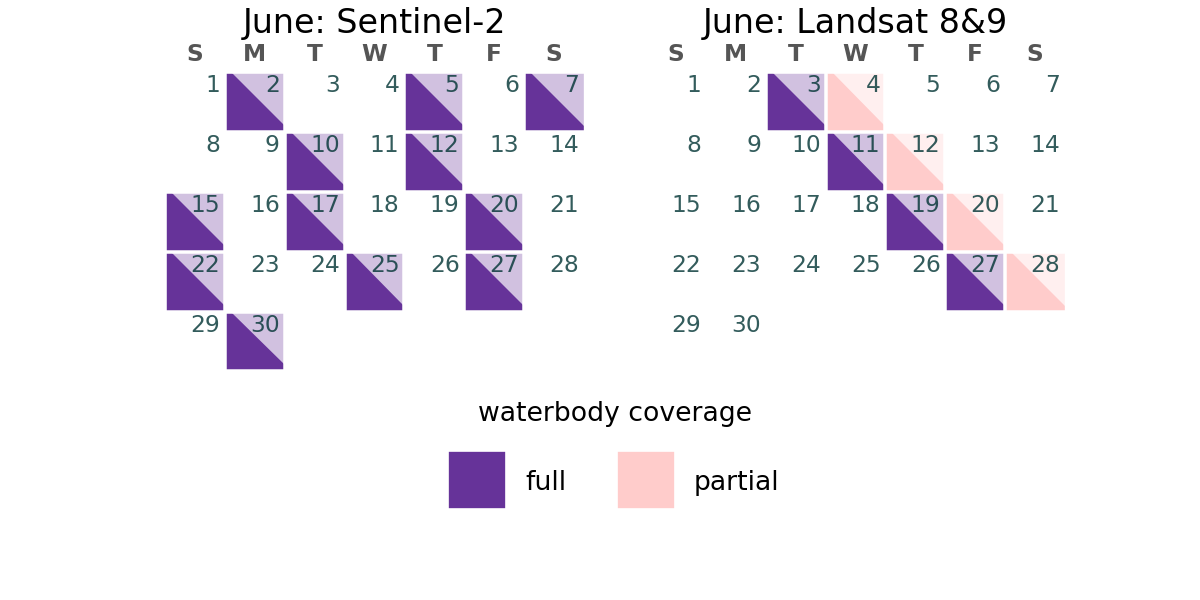 June: Sentinel-2
S M T W T F S
1 2 3 4 5 6 7
8 9 10 11 12 13 14
15 16 17 18 19 20 21
22 23 24 25 26 27 28
29 30
June: Landsat 8&9
S M T W T F S
1 2 3 4 5 6 7
8 9 10 11 12 13 14
15 16 17 18 19 20 21
22 23 24 25 26 27 28
29 30
waterbody coverage
full partial